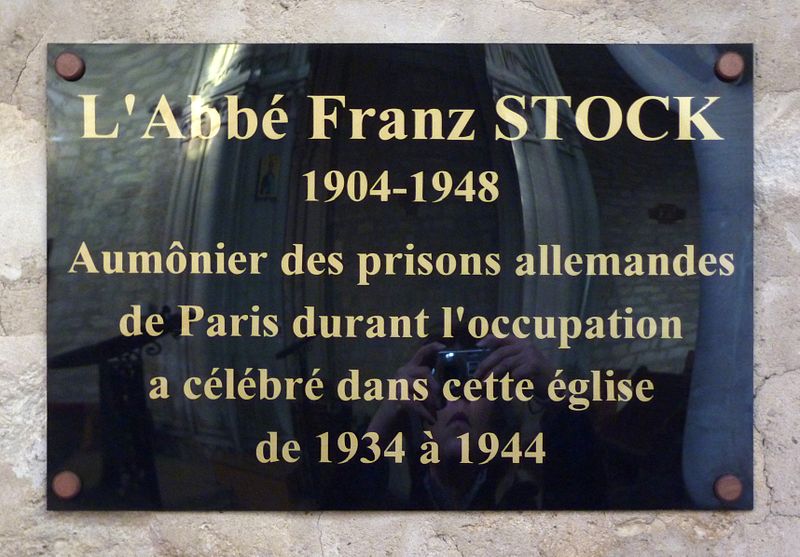 L'Abbé Franz STOCK
1904-1948
Aumônier des prisons allemandes
de Paris durant l'occupation
a célébré dans cette église
de 1934 à 1944